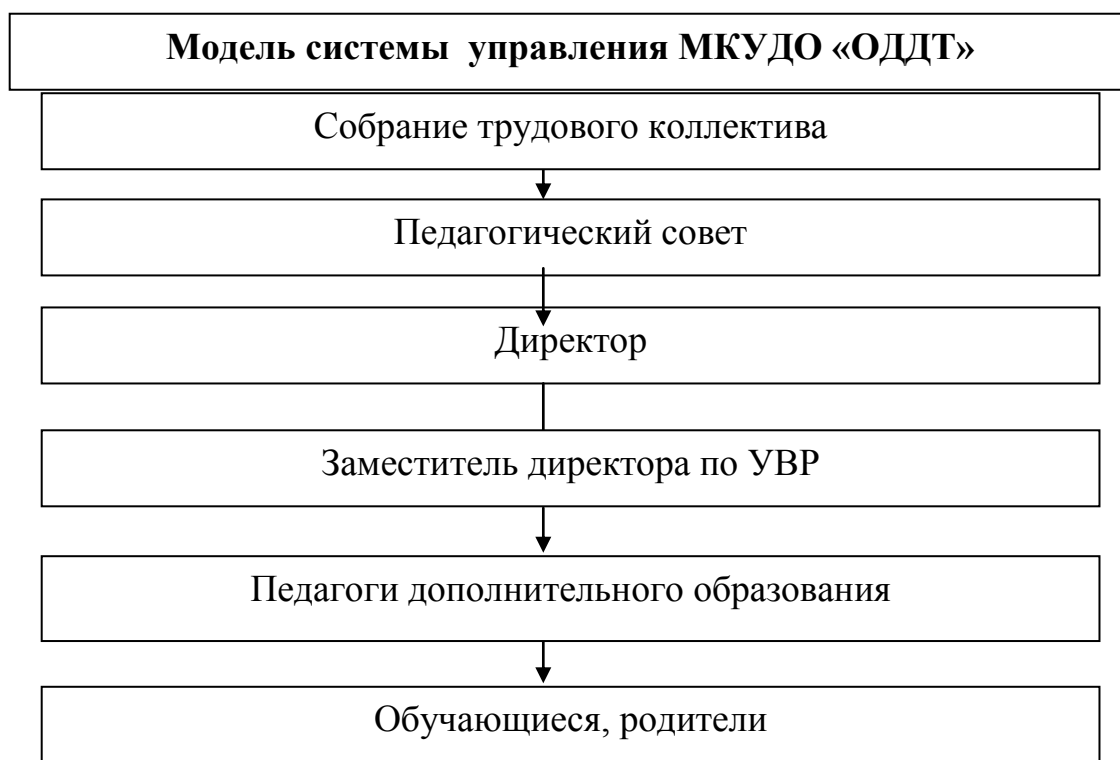 Модель системы управления МКУДО «ОДДТ»
Собрание трудового коллектива
Педагогический совет
Директор
Заместитель директора по УВР
Педагоги дополнительного образования
Обучающиеся, родители